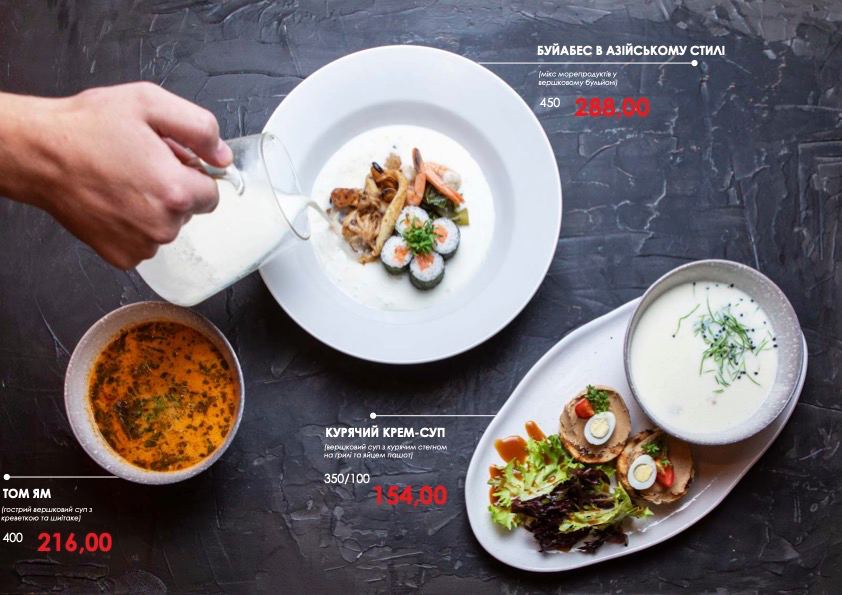 БУЙАБЕС В АЗІЙСЬКОМУ СТИЛІ
(мікс морепродуктів у
вершковому бульйоні)
450 288,00
КУРЯЧИЙ КРЕМ-СУП
(вершковий суп з курячим стегном
на грілі та яйцем пашот)
350/100
154,00
ТОМ ЯМ
(гострий вершковий суп з
креветкою та шиітаке)
400 216,00